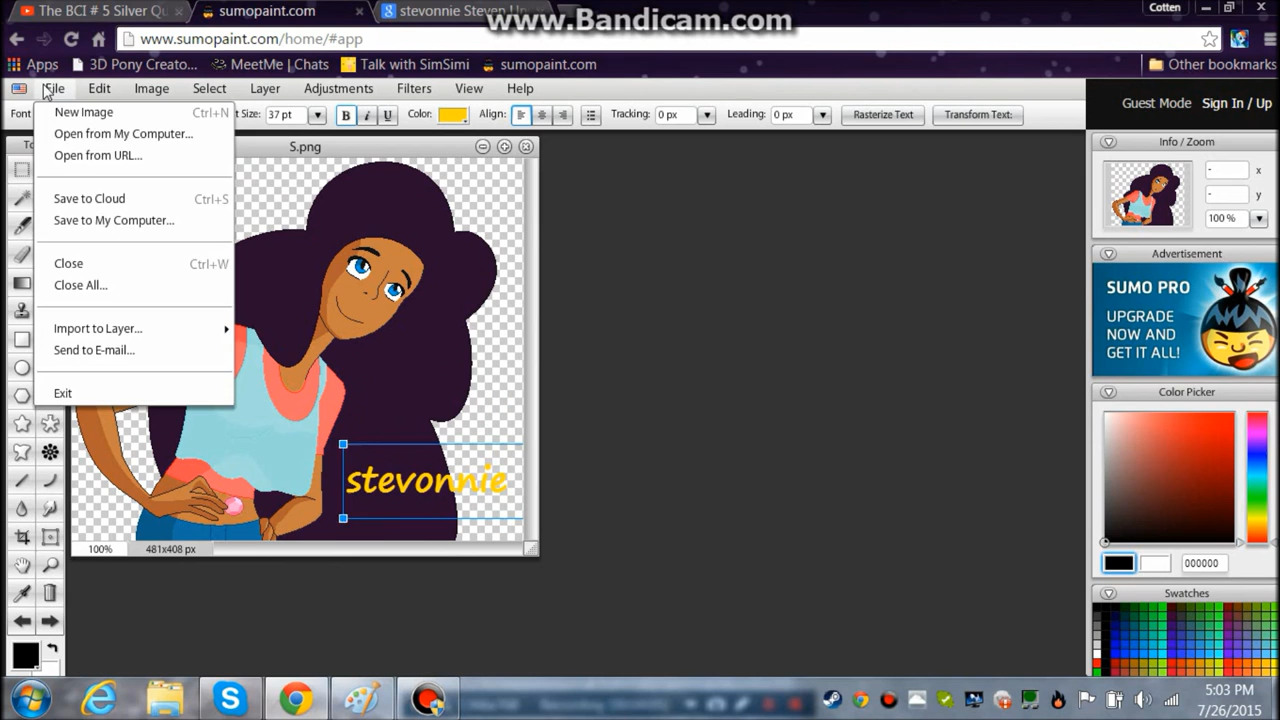 The BCI # 5 Silver Qu
sumopaint.com
stevonnie Steven Un
www.Bandicam.com
Cotten
www.sumopaint.com/home/#app
Apps
3D Pony Creato...
MeetMe | Chats
Talk with SimSimi
sumopaint.com
Other bookmarks
File Edit Image Select Layer Adjustments Filters View Help
Font
Size: 37 pt
B i U
Color:
Align:
Tracking: 0 px
Leading: 0 px
Rasterize Text
Transform Text:
Guest Mode Sign In / Up
New Image Ctrl+N
Open from My Computer...
Open from URL...
Save to Cloud Ctrl+S
Save to My Computer...
Close Ctrl+W
Close All...
Import to Layer...
Send to E-mail...
Exit
S.png
stevonnie
100% 481x408 px
Info / Zoom
- x
- y
100 %
Advertisement
SUMO PRO
UPGRADE
NOW AND
GET IT ALL!
Color Picker
000000
Swatches
5:03 PM
7/26/2015